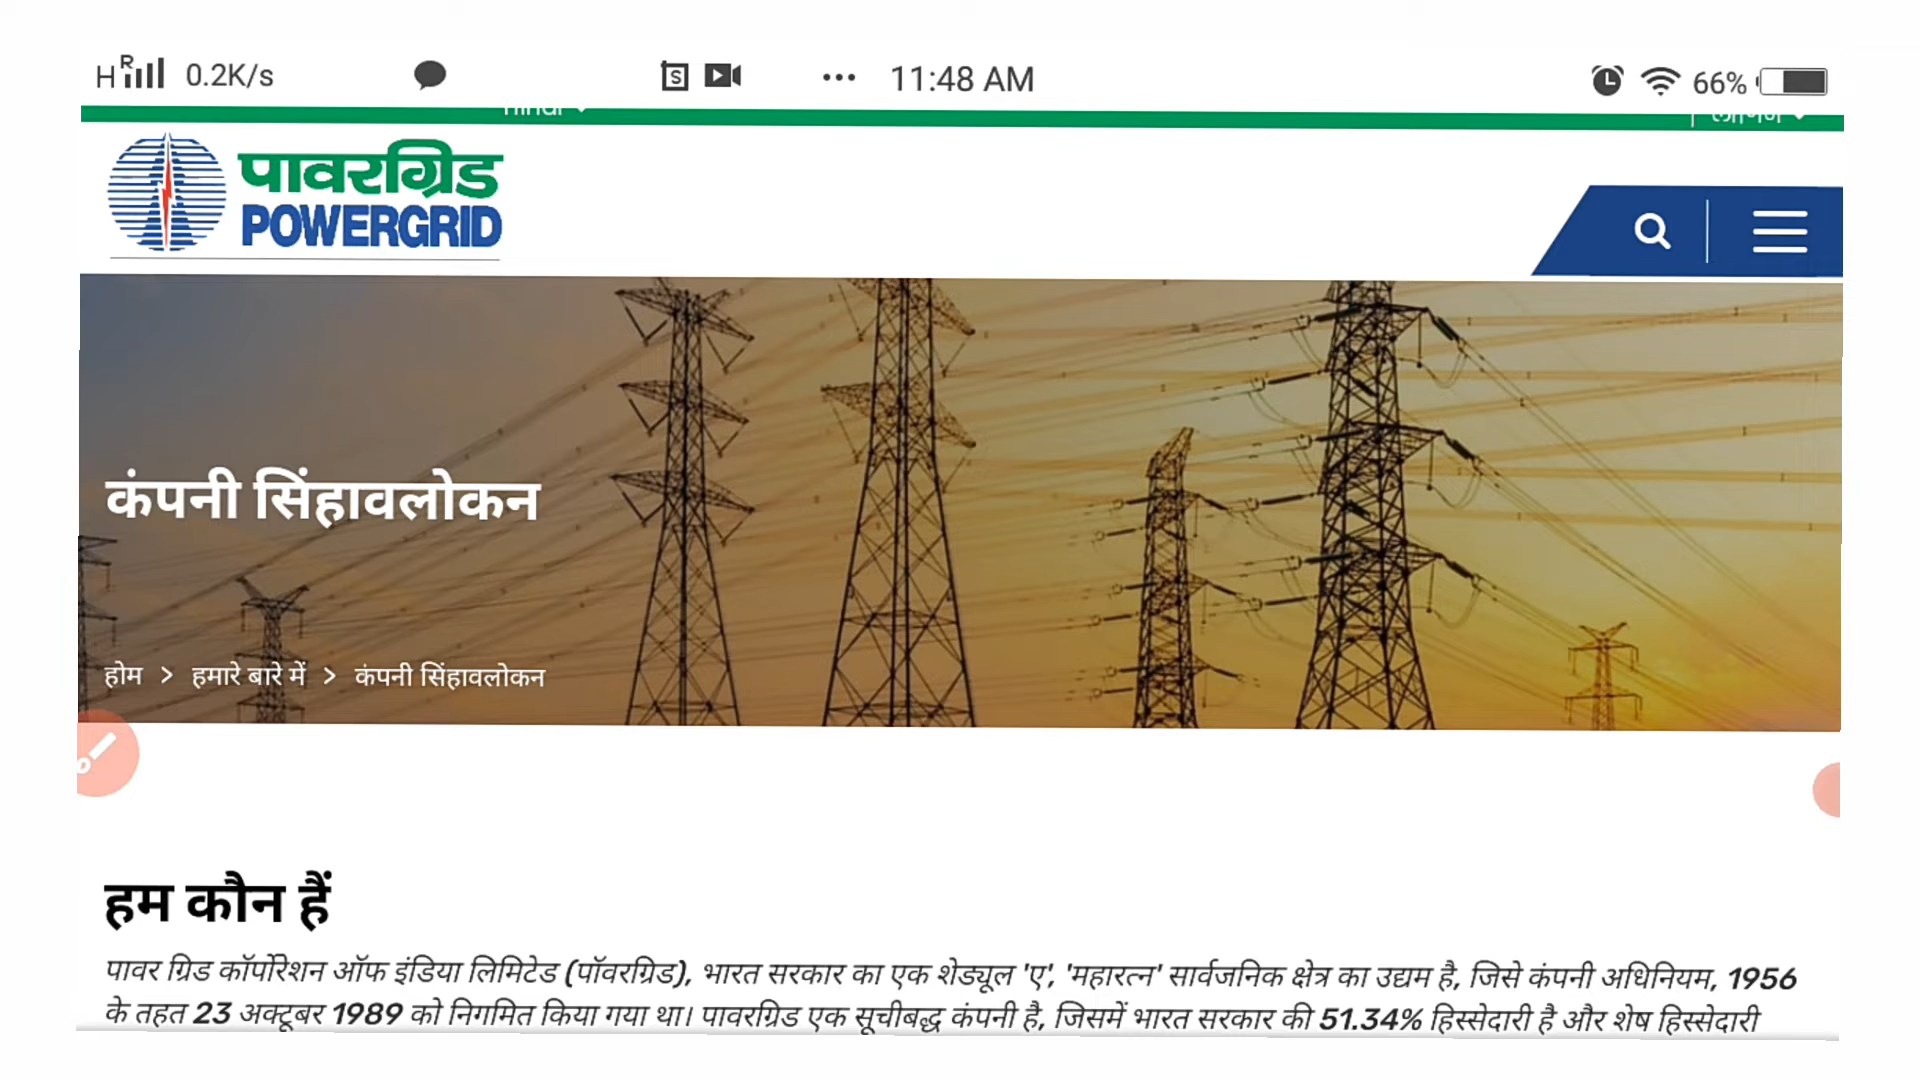 H R 0.2K/s S ••• 11:48 AM 66%
पावरग्रिड
POWERGRID
कंपनी सिंहावलोकन
होम > हमारे बारे में > कंपनी सिंहावलोकन
हम कौन हैं
पावर ग्रिड कॉर्पोरेशन ऑफ इंडिया लिमिटेड (पॉवरग्रिड), भारत सरकार का एक शेड्यूल 'ए', 'महारत्न' सार्वजनिक क्षेत्र का उद्यम है, जिसे कंपनी अधिनियम, 1956
के तहत 23 अक्टूबर 1989 को निगमित किया गया था। पावरग्रिड एक सूचीबद्ध कंपनी है, जिसमें भारत सरकार की 51.34% हिस्सेदारी है और शेष हिस्सेदारी